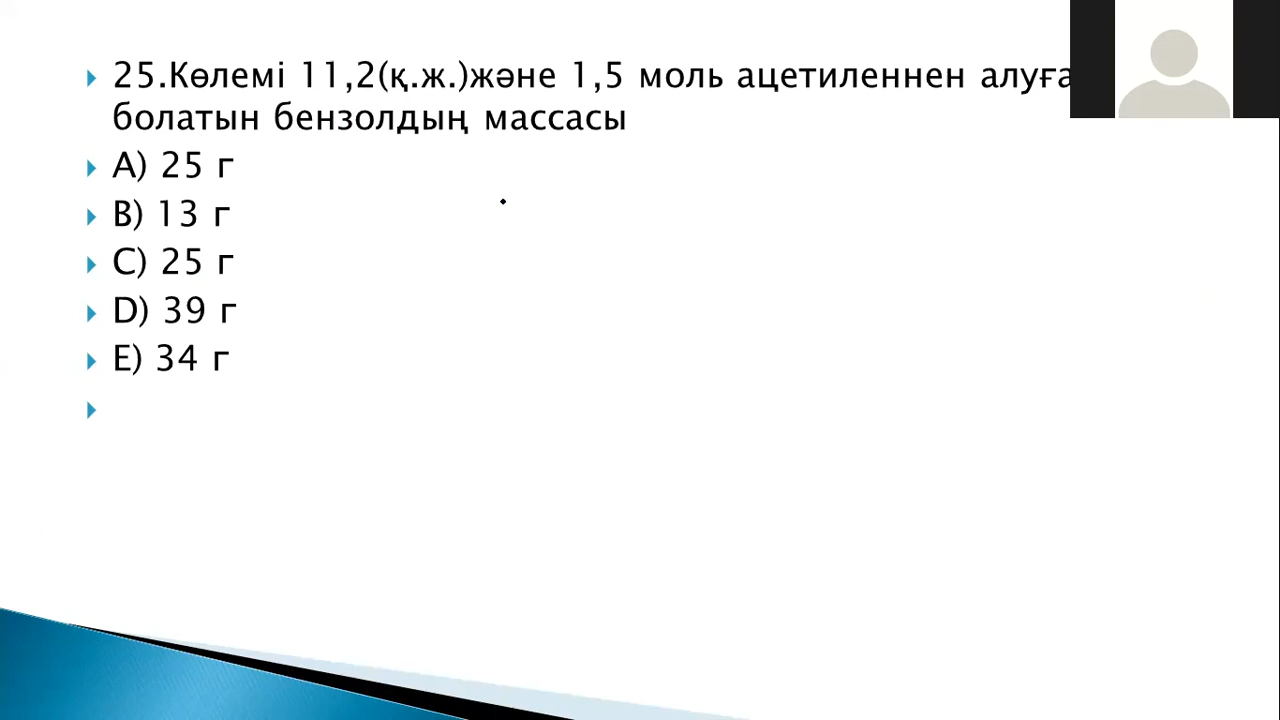 25.Көлемі 11,2(қ.ж.)және 1,5 моль ацетиленнен алуға
болатын бензолдың массасы
A) 25 г
B) 13 г
C) 25 г
D) 39 г
E) 34 г